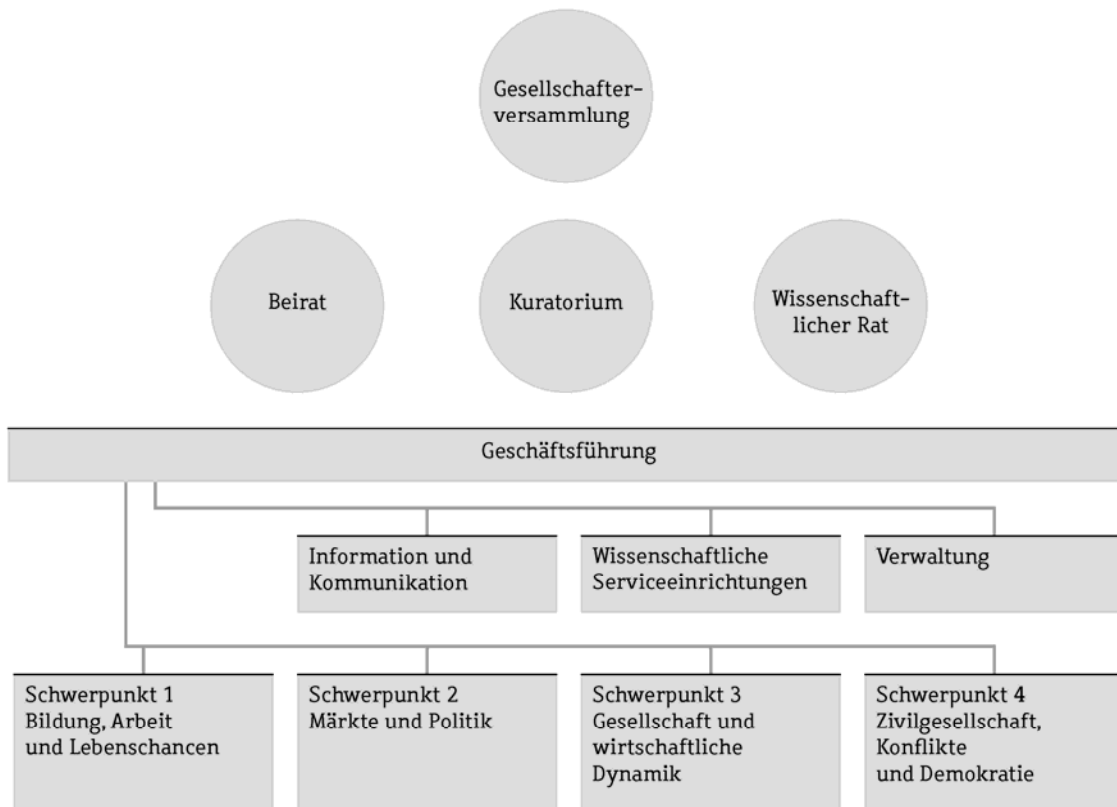 Gesellschafter-
versammlung
Beirat
Kuratorium
Wissenschaft-
licher Rat
Geschäftsführung
Information und
Kommunikation
Wissenschaftliche
Serviceeinrichtungen
Verwaltung
Schwerpunkt 1
Bildung, Arbeit
und Lebenschancen
Schwerpunkt 2
Märkte und Politik
Schwerpunkt 3
Gesellschaft und
wirtschaftliche
Dynamik
Schwerpunkt 4
Zivilgesellschaft,
Konflikte
und Demokratie